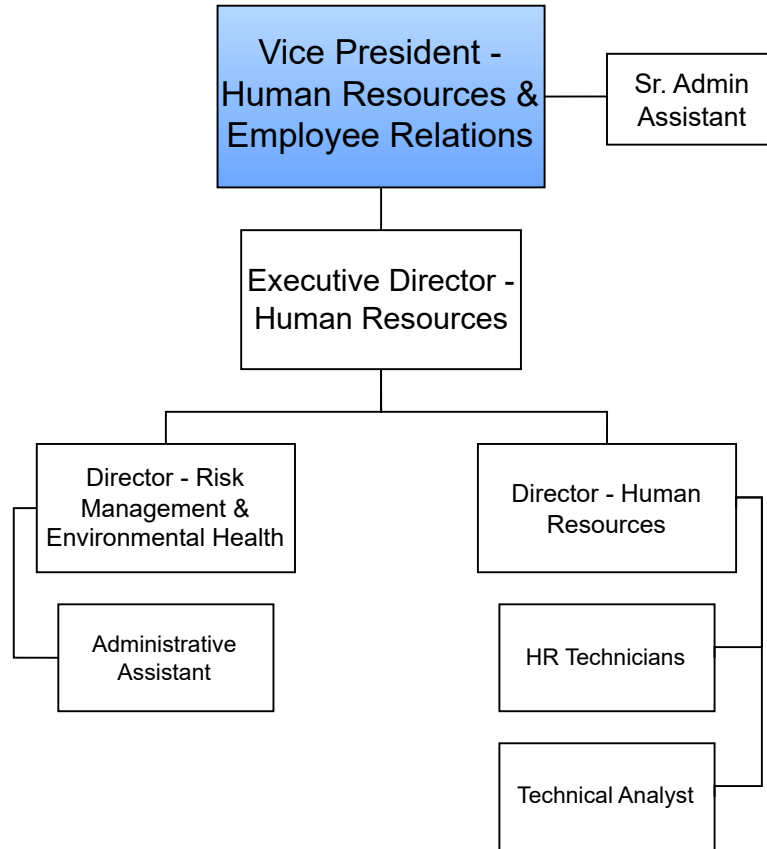 Vice President -
Human Resources &
Employee Relations
Sr. Admin
Assistant
Executive Director -
Human Resources
Director - Risk
Management &
Environmental Health
Director - Human
Resources
Administrative
Assistant
HR Technicians
Technical Analyst